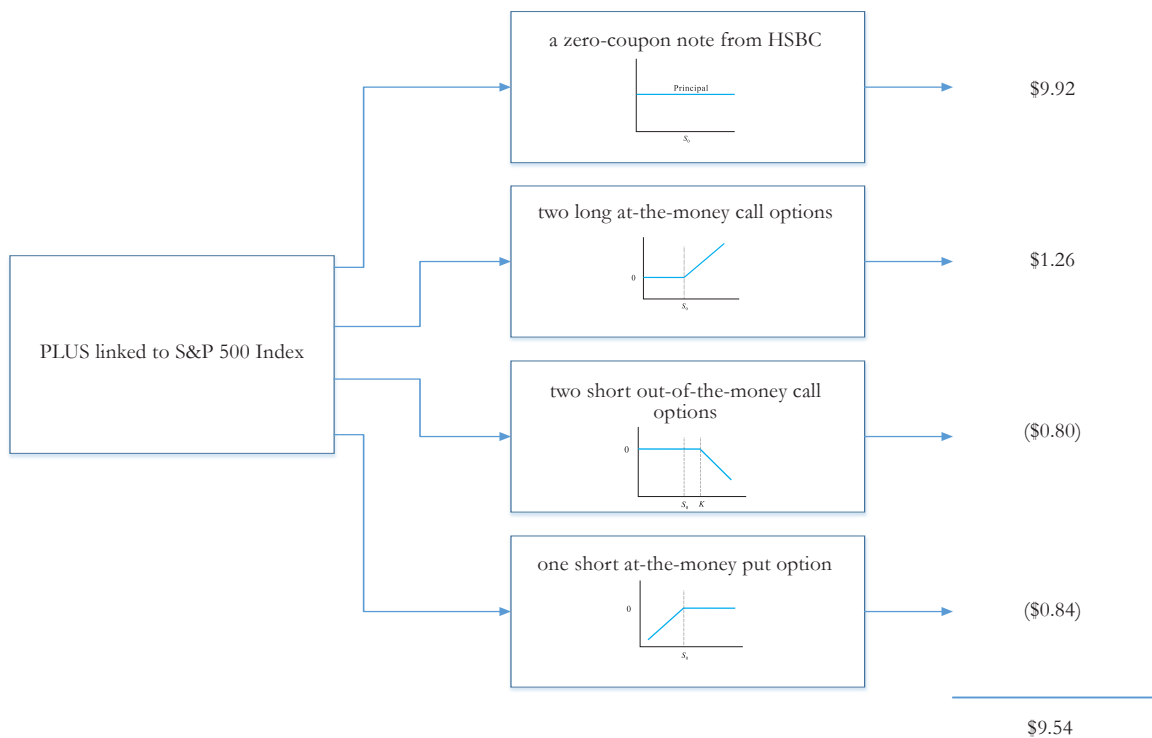 a zero-coupon note from HSBC
Principal
S₀
$9.92
two long at-the-money call options
0
S₀
$1.26
PLUS linked to S&P 500 Index
two short out-of-the-money call
options
0
S₀ K
($0.80)
one short at-the-money put option
0
S₀
($0.84)
$9.54